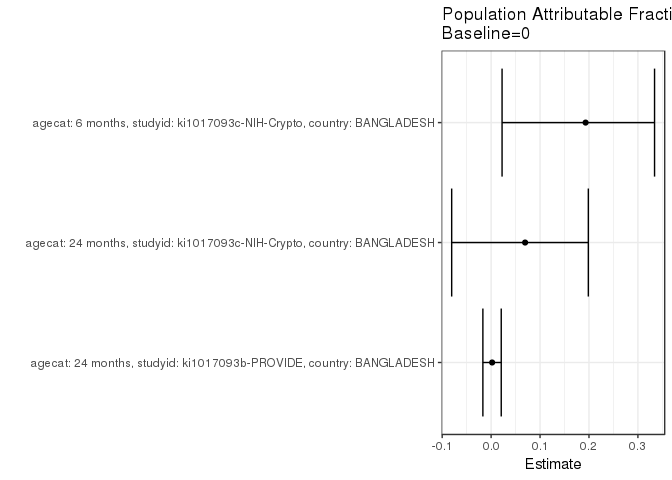 Population Attributable Fracti
Baseline=0
agecat: 6 months, studyid: ki1017093c-NIH-Crypto, country: BANGLADESH
agecat: 24 months, studyid: ki1017093c-NIH-Crypto, country: BANGLADESH
agecat: 24 months, studyid: ki1017093b-PROVIDE, country: BANGLADESH
-0.1 0.0 0.1 0.2 0.3
Estimate